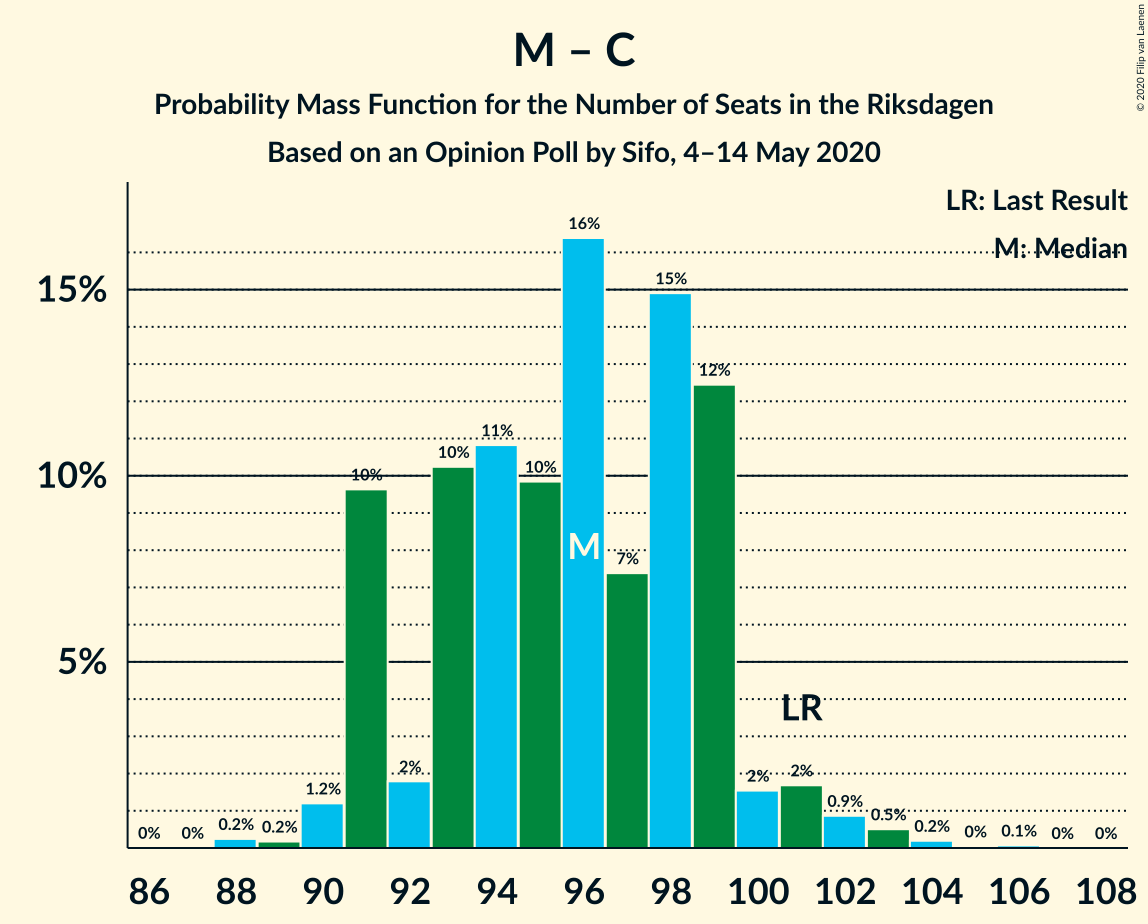 M – C
Probability Mass Function for the Number of Seats in the Riksdagen
Based on an Opinion Poll by Sifo, 4–14 May 2020
© 2020 Filip van Laenen
LR: Last Result
M: Median
15%
10%
5%
0%
0%
0.2%
0.2%
1.2%
10%
2%
10%
11%
10%
16%
7%
15%
12%
2%
2%
0.9%
0.5%
0.2%
0%
0.1%
0%
0%
M
LR
86 88 90 92 94 96 98 100 102 104 106 108